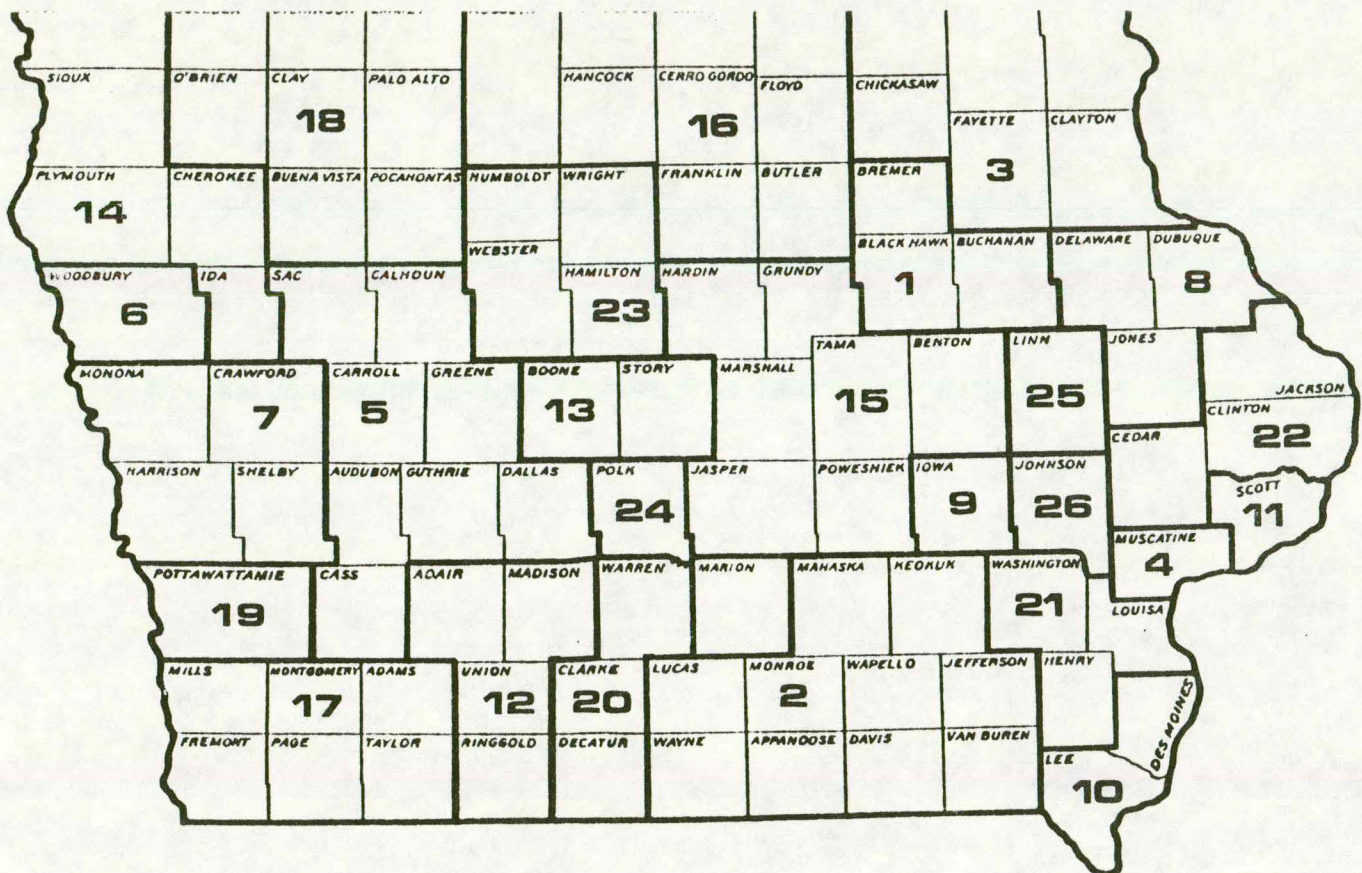 SIOUX O'BRIEN CLAY PALO ALTO HANCOCK CERRO GORDO FLOYD CHICKASAW
FAYETTE CLAYTON
18 16 3
PLYMOUTH CHEROKEE BUENA VISTA POCAHONTAS HUMBOLDT WRIGHT FRANKLIN BUTLER BREMER
14
WEBSTER BLACK HAWK BUCHANAN DELAWARE DUBUQUE
WOODBURY IDA SAC CALHOUN HAMILTON HARDIN GRUNDY
6 23 1 8
TAMA BENTON LINN JONES
MONONA CRAWFORD CARROLL GREENE BOONE STORY MARSHALL
JACKSON
7 5 13 15 25
CLINTON
22
CEDAR
HARRISON SHELBY AUDUBON GUTHRIE DALLAS POLK JASPER POWESHIEK IOWA JOHNSON
SCOTT
24 9 26 11
MUSCATINE
4
POTTAWATTAMIE CASS ADAIR MADISON WARREN MARION MAHASKA KEOKUK WASHINGTON
19 21
LOUISA
MILLS MONTGOMERY ADAMS UNION CLARKE LUCAS MONROE WAPELLO JEFFERSON HENRY
17 12 20 2
DES MOINES
FREMONT PAGE TAYLOR RINGGOLD DECATUR WAYNE APPANOOSE DAVIS VAN BUREN
LEE
10